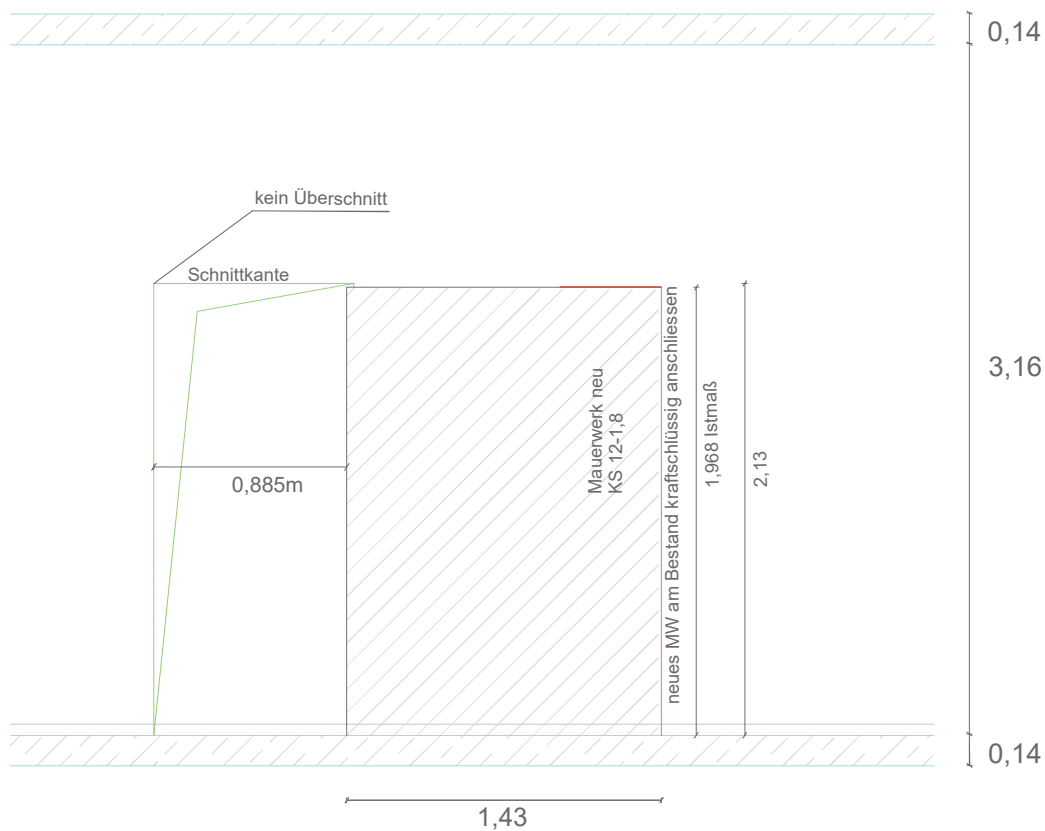 0,14
kein Überschnitt
Schnittkante
3,16
Mauerwerk neu
KS 12-1,8
neues MW am Bestand kraftschlüssig anschliessen
1,968 Istmaß
2,13
0,885m
0,14
1,43